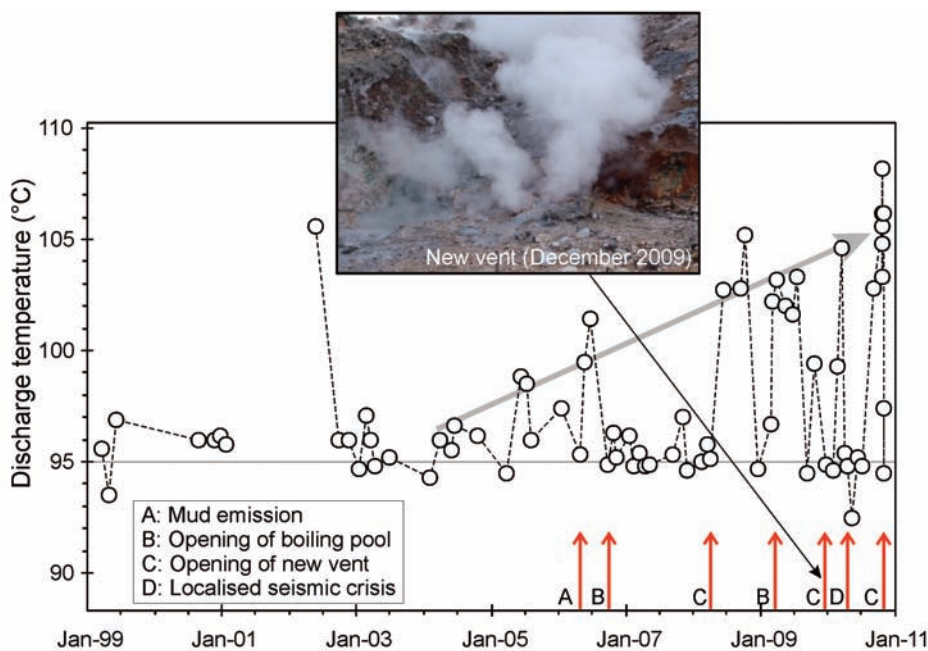 New vent (December 2009)
Discharge temperature (°C)
110
105
100
95
90
A: Mud emission
B: Opening of boiling pool
C: Opening of new vent
D: Localised seismic crisis
A B C B C D C
Jan-99 Jan-01 Jan-03 Jan-05 Jan-07 Jan-09 Jan-11